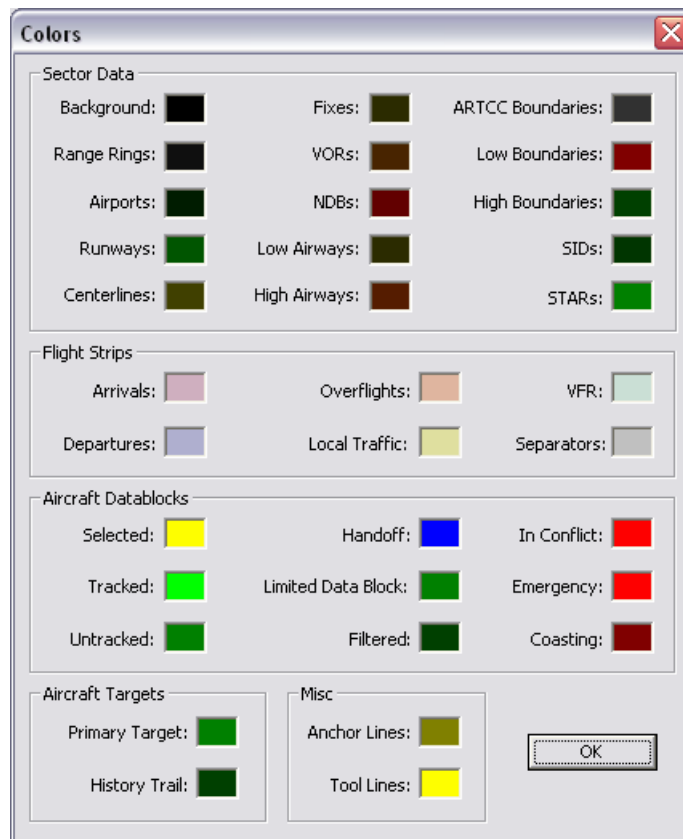 Colors
Sector Data
Background: Fixes: ARTCC Boundaries:
Range Rings: VORs: Low Boundaries:
Airports: NDBs: High Boundaries:
Runways: Low Airways: SIDs:
Centerlines: High Airways: STARs:
Flight Strips
Arrivals: Overflights: VFR:
Departures: Local Traffic: Separators:
Aircraft Datablocks
Selected: Handoff: In Conflict:
Tracked: Limited Data Block: Emergency:
Untracked: Filtered: Coasting:
Aircraft Targets Misc
Primary Target: Anchor Lines: OK
History Trail: Tool Lines: